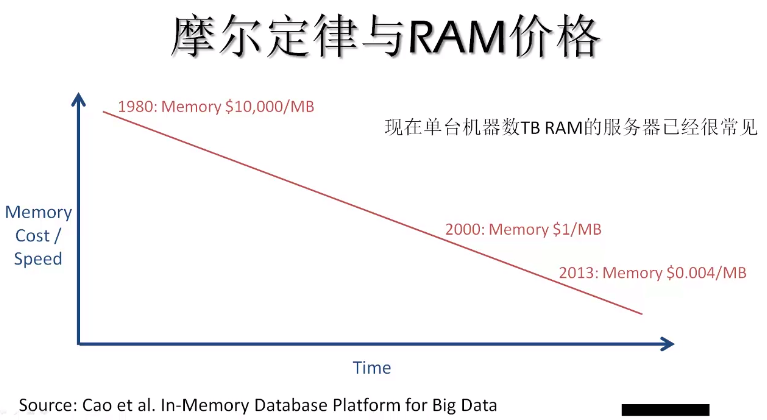 摩尔定律与RAM价格
1980: Memory $10,000/MB
现在单台机器数TB RAM的服务器已经很常见
Memory
Cost /
Speed
2000: Memory $1/MB
2013: Memory $0.004/MB
Time
Source: Cao et al. In-Memory Database Platform for Big Data